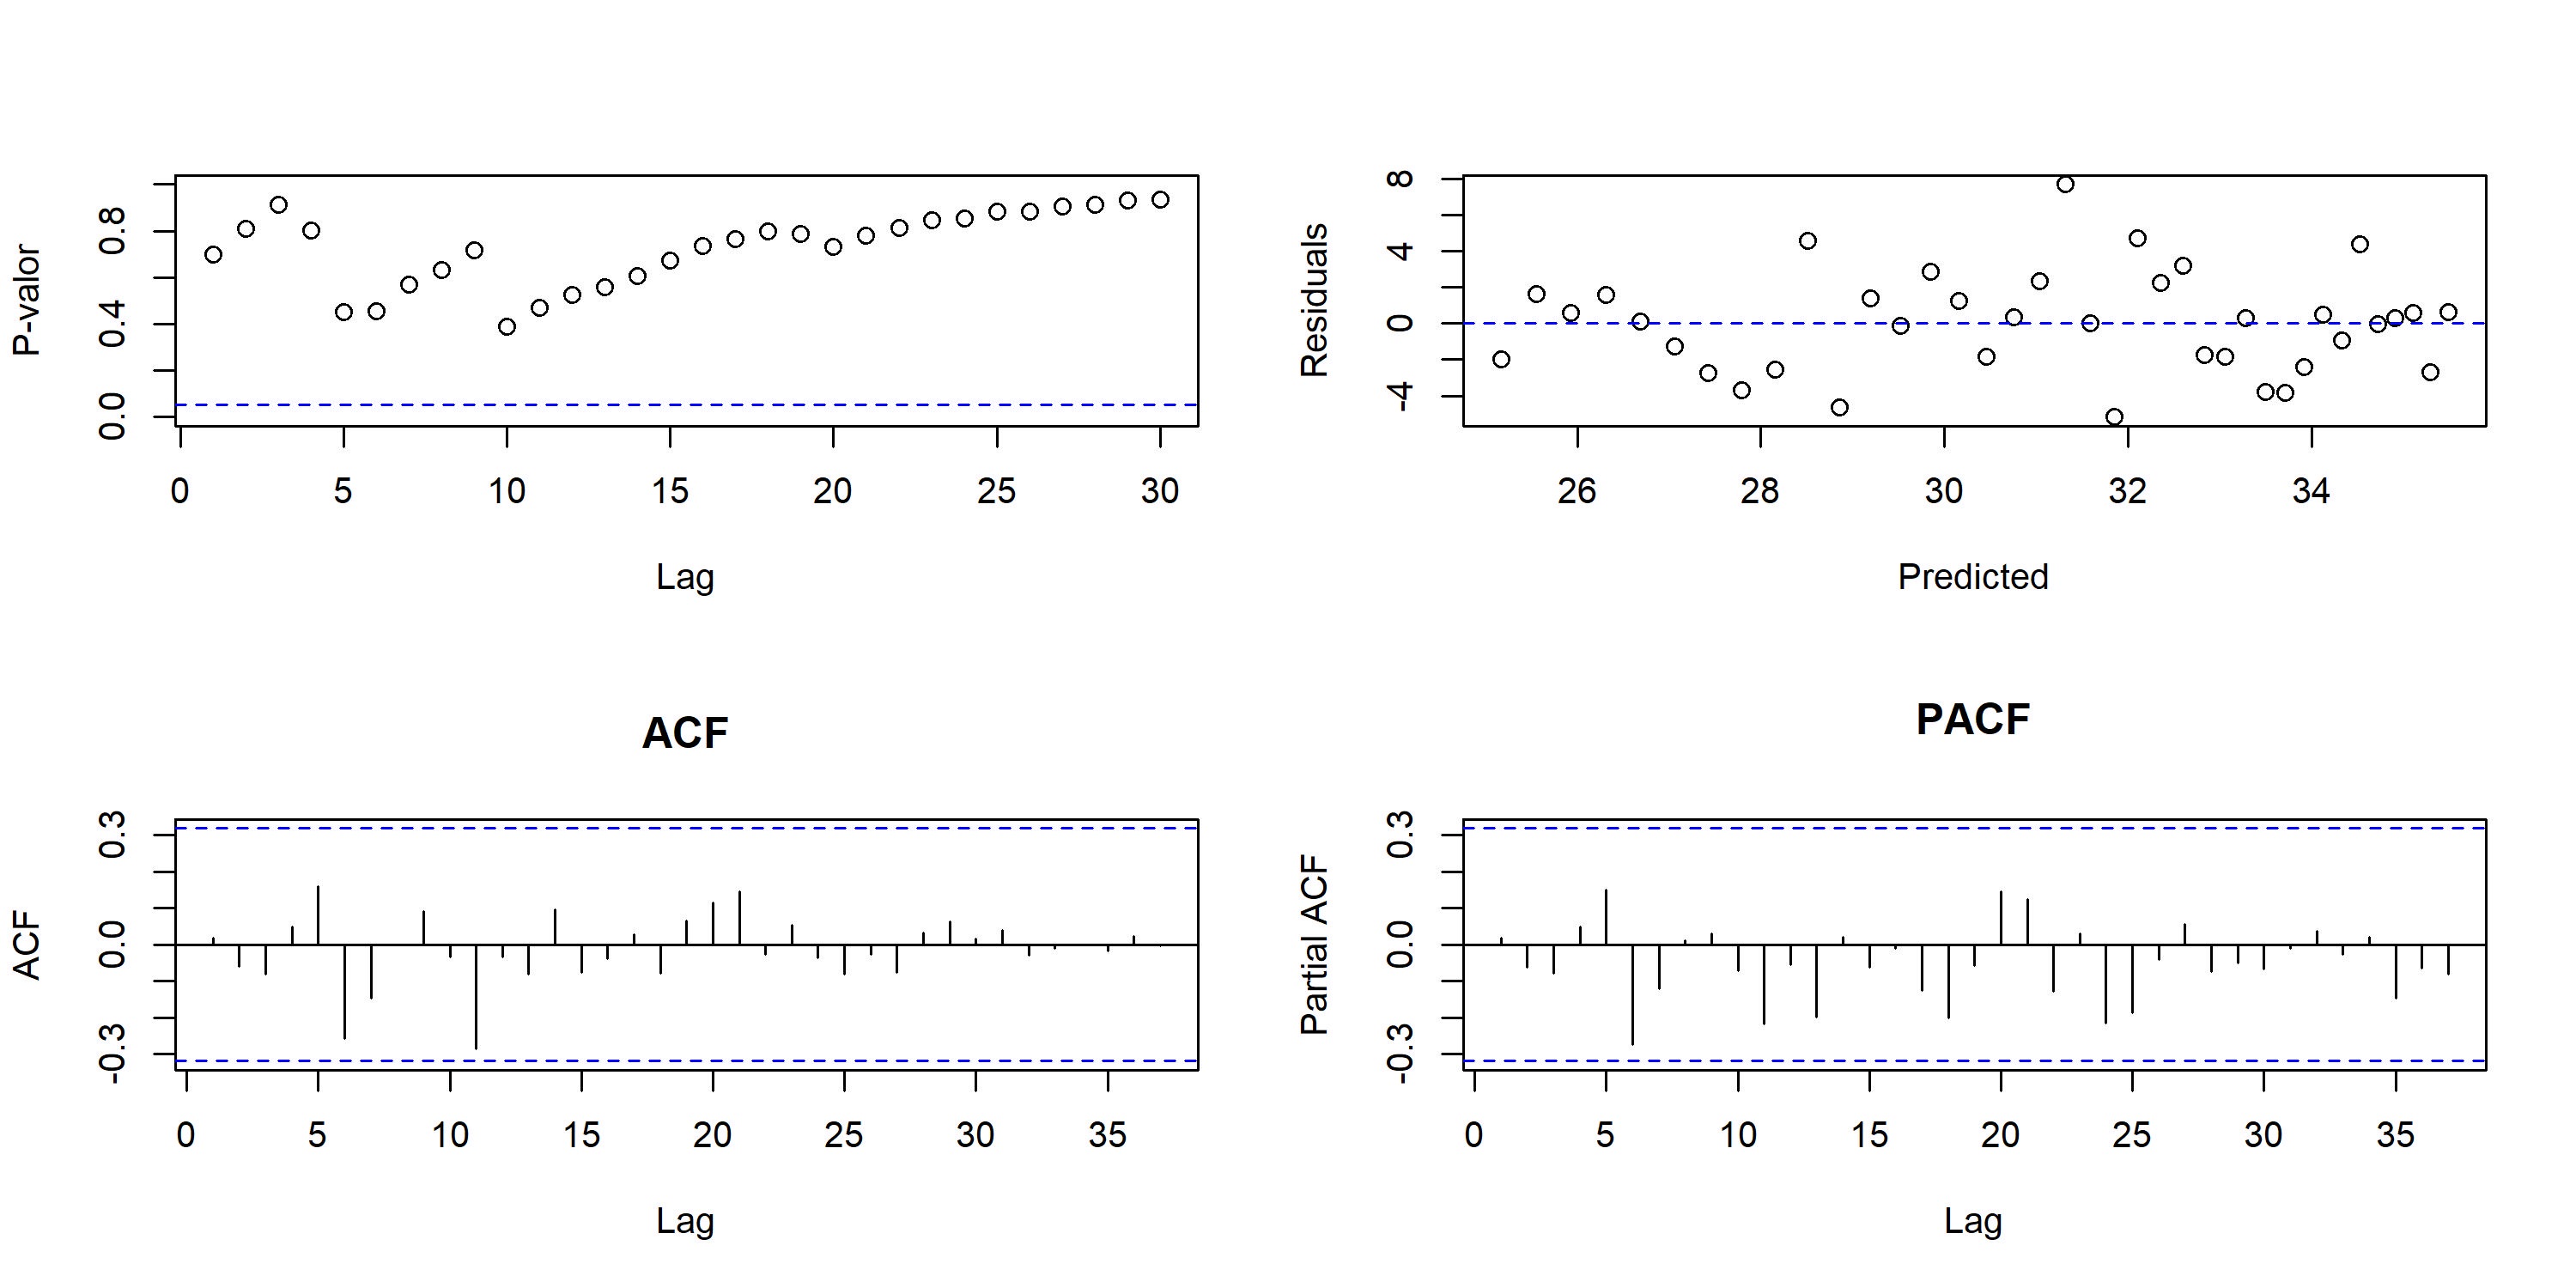 P-valor
0.0 0.4 0.8
0 5 10 15 20 25 30
Lag
Residuals
-4 0 4 8
26 28 30 32 34
Predicted
ACF
ACF
-0.3 0.0 0.3
0 5 10 15 20 25 30 35
Lag
PACF
Partial ACF
-0.3 0.0 0.3
0 5 10 15 20 25 30 35
Lag